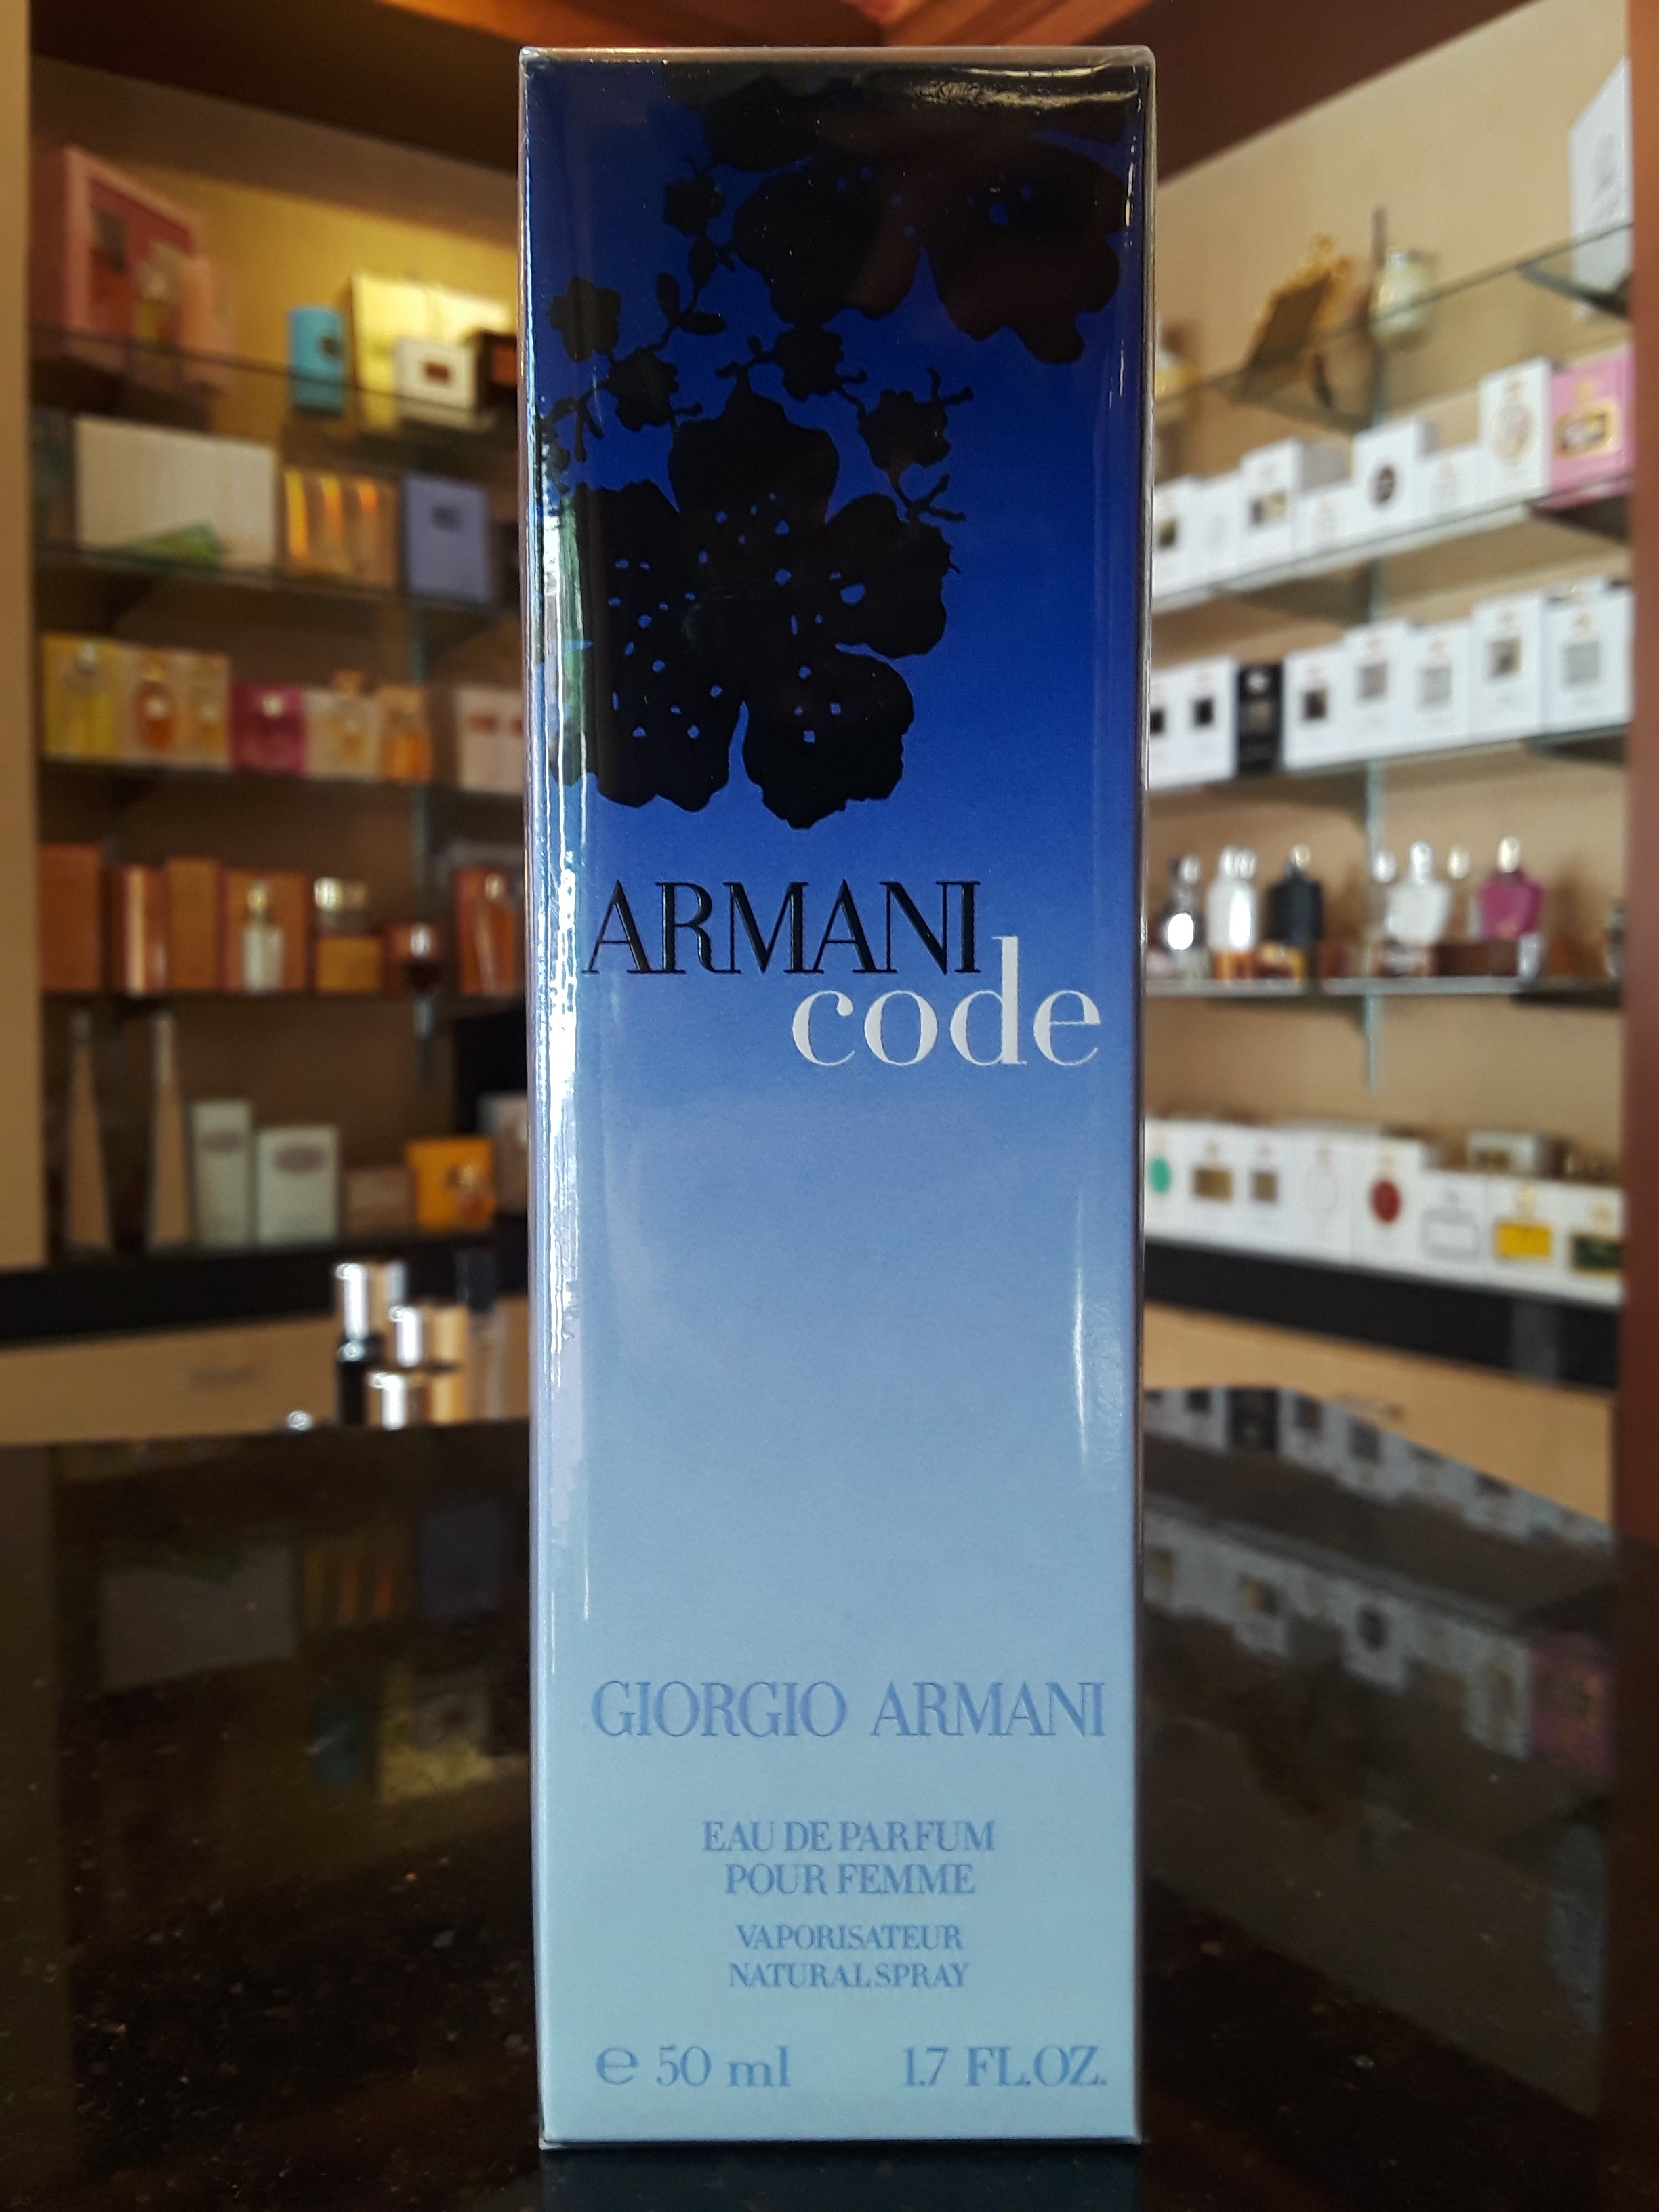 ARMANI
code
GIORGIO ARMANI
EAU DE PARFUM
POUR FEMME
VAPORISATEUR
NATURAL SPRAY
℮ 50 ml 1.7 FL.OZ.